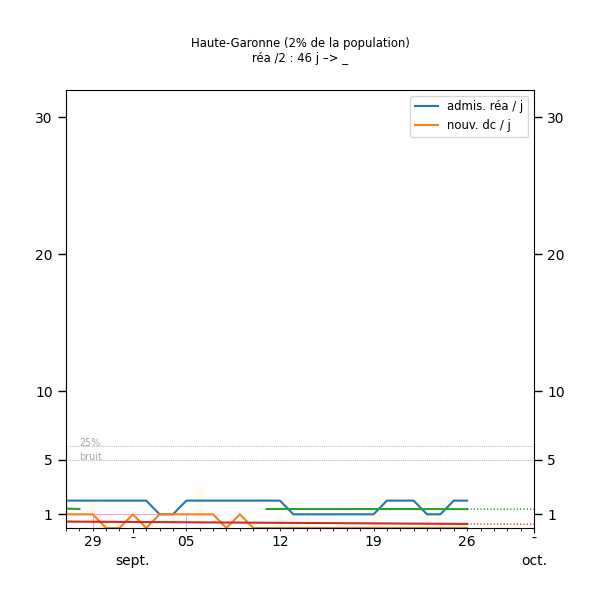 Haute-Garonne (2% de la population)
réa /2 : 46 j –> _
admis. réa / j
nouv. dc / j
30
30
20
20
10
10
25%
bruit
5
5
1
1
29
-
05
12
19
26
-
sept.
oct.